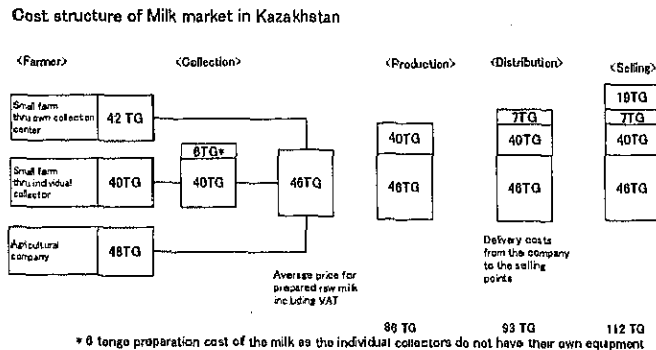 Cost structure of Milk market in Kazakhstan
<Farmer>
<Collection>
<Production>
<Distribution>
<Selling>
Small farm
thru own collection
center
42 TG
Small farm
thru individual
collector
40TG
6TG*
40TG
Agricultural
company
48TG
46TG
Average price for
prepared raw milk
including VAT
40TG
46TG
86 TG
7TG
40TG
46TG
Delivery costs
from the company
to the selling
points
93 TG
19TG
7TG
40TG
46TG
112 TG
* 6 tenge preparation cost of the milk as the individual collectors do not have their own equipment